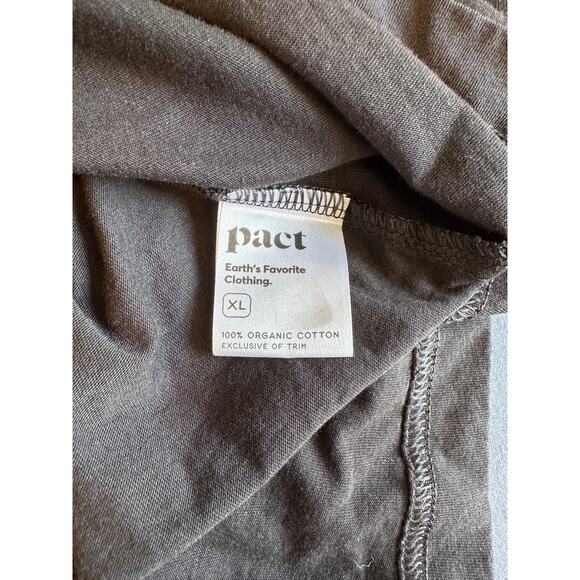 pact
Earth's Favorite
Clothing.
XL
100% ORGANIC COTTON
EXCLUSIVE OF TRIM